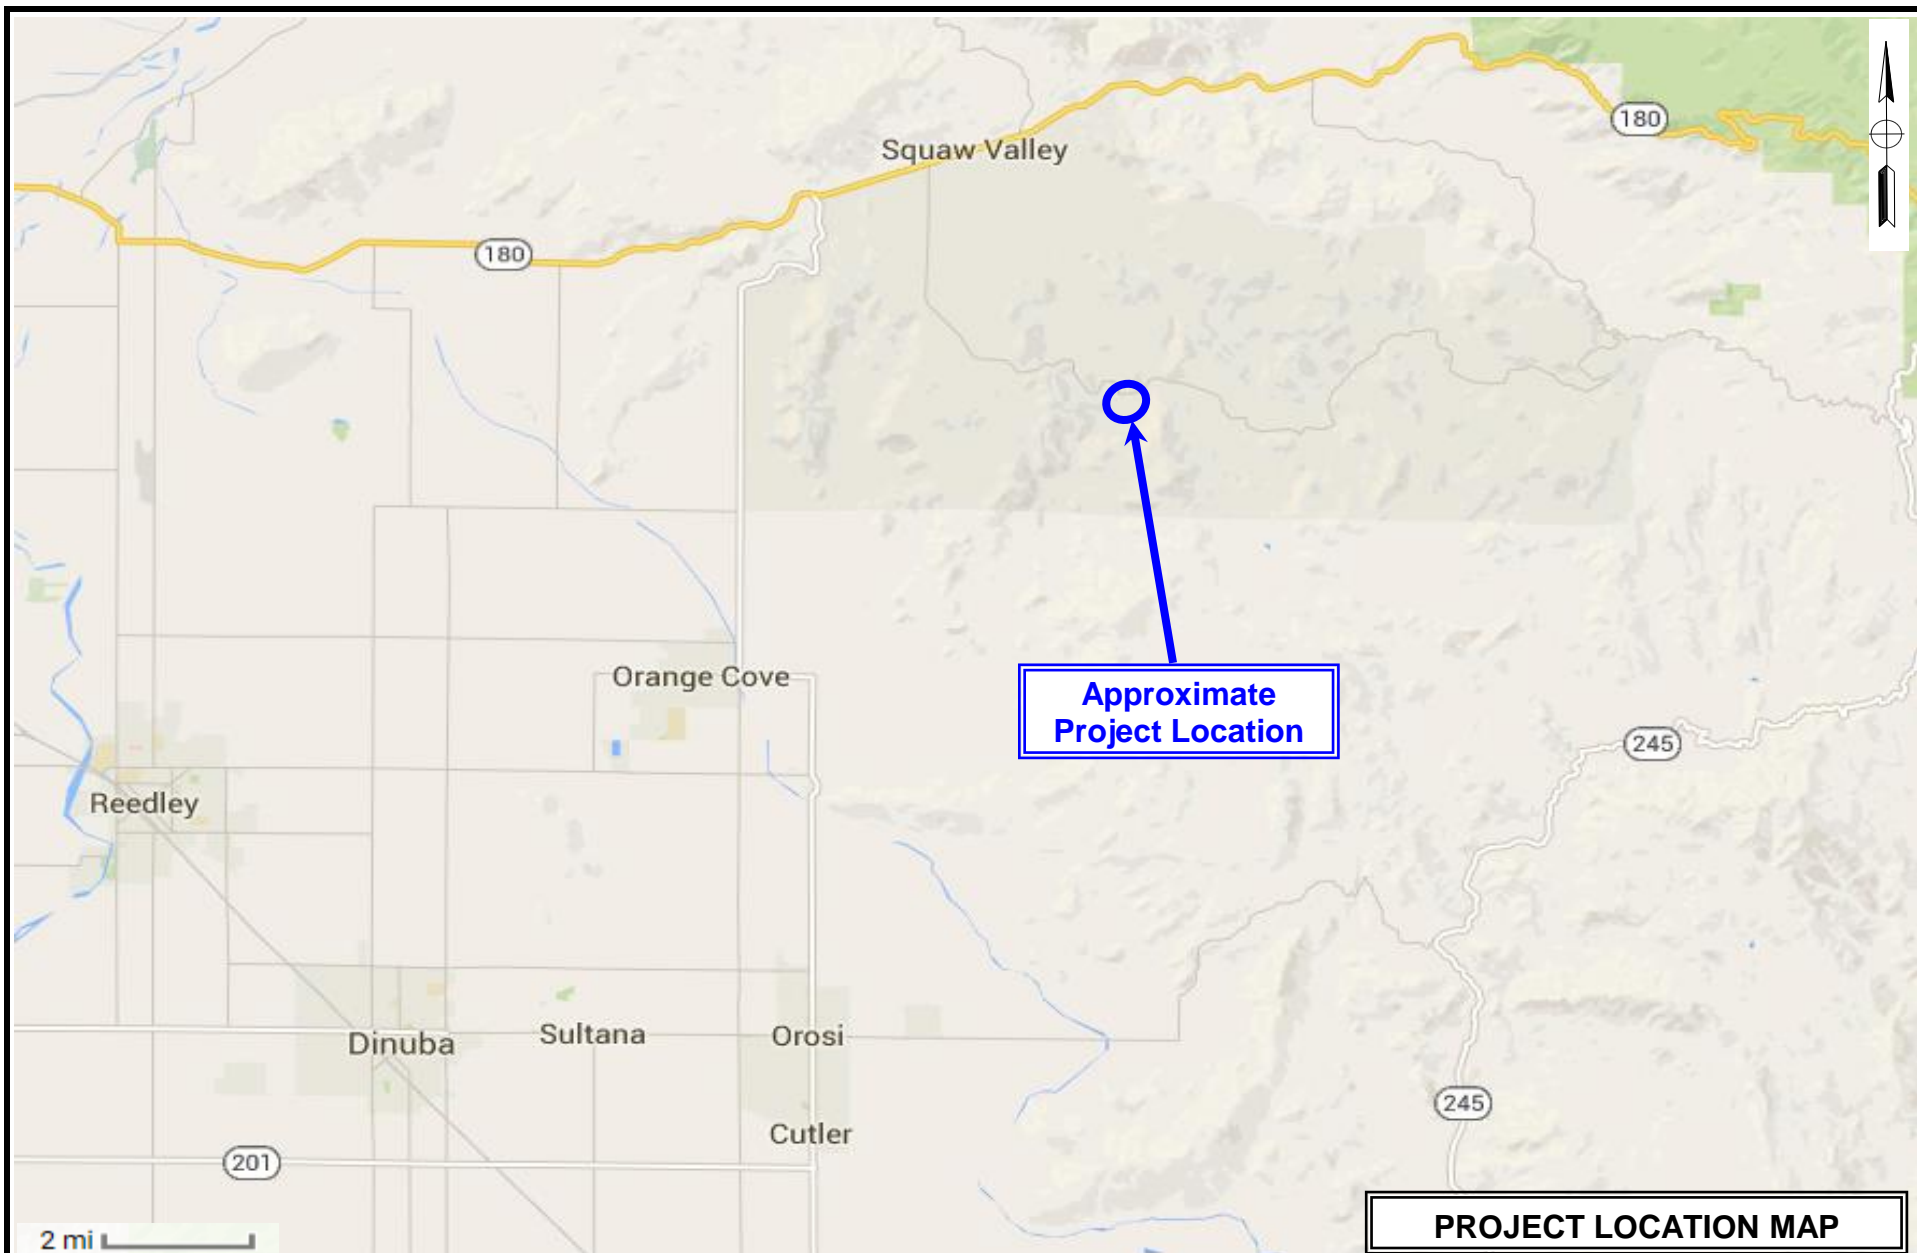 180
Squaw Valley
180
Approximate
Project Location
Orange Cove
245
Reedley
Dinuba
Sultana
Orosi
245
Cutler
201
2 mi
PROJECT LOCATION MAP